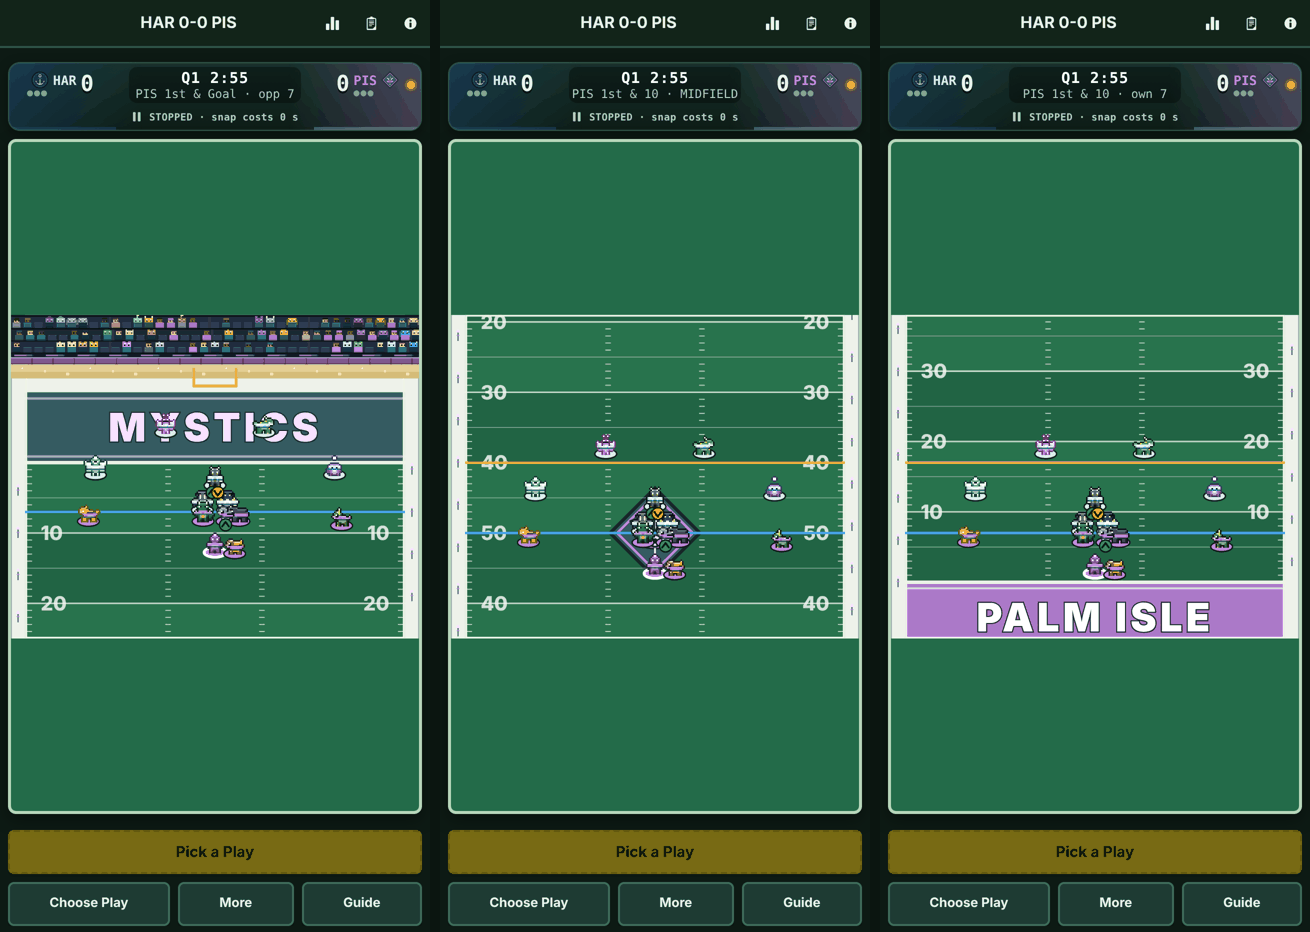 HAR 0-0 PIS
HAR 0
Q1 2:55
0 PIS
PIS 1st & Goal · opp 7
STOPPED · snap costs 0 s
MYSTICS
10 10
20 20
Pick a Play
Choose Play
More
Guide
HAR 0-0 PIS
HAR 0
Q1 2:55
0 PIS
PIS 1st & 10 · MIDFIELD
STOPPED · snap costs 0 s
20 20
30 30
40 40
50 50
40 40
Pick a Play
Choose Play
More
Guide
HAR 0-0 PIS
HAR 0
Q1 2:55
0 PIS
PIS 1st & 10 · own 7
STOPPED · snap costs 0 s
30 30
20 20
10 10
PALM ISLE
Pick a Play
Choose Play
More
Guide